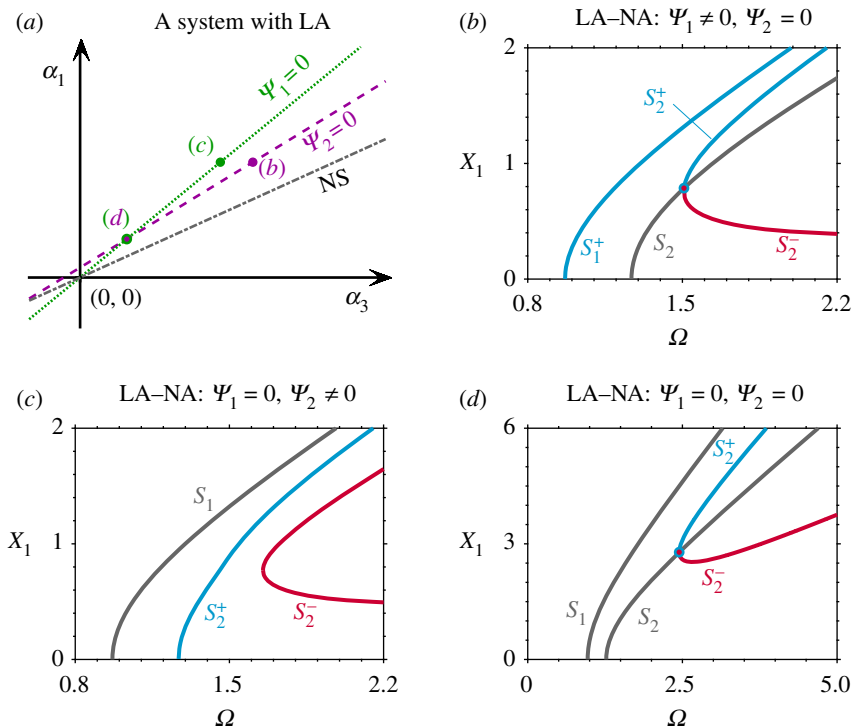 (a) A system with LA
α1
Ψ1 = 0
Ψ2 = 0
(c)
(b)
NS
(d)
(0, 0)
α3
(b) LA–NA: Ψ1 ≠ 0, Ψ2 = 0
2
S2+
X1 1
S1+
S2
S2−
0
0.8 1.5 2.2
Ω
(c) LA–NA: Ψ1 = 0, Ψ2 ≠ 0
2
S1
X1 1
S2+
S2−
0
0.8 1.5 2.2
Ω
(d) LA–NA: Ψ1 = 0, Ψ2 = 0
6
S2+
X1 3
S2−
S1
S2
0
0 2.5 5.0
Ω